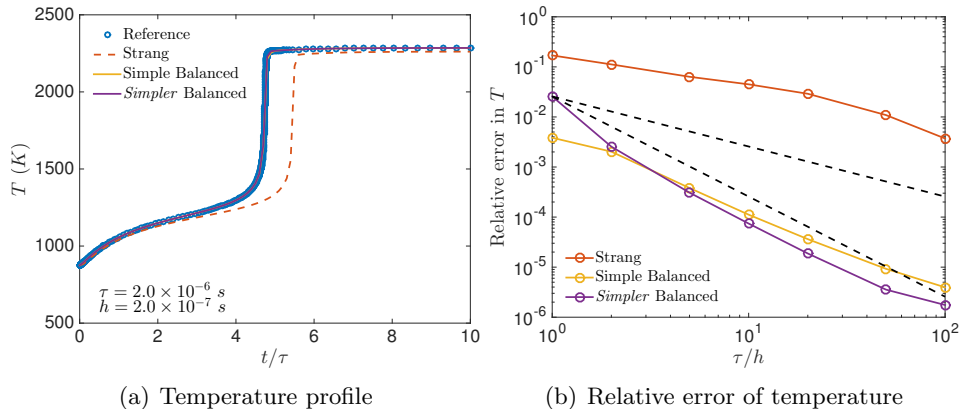 T (K)
2500
2000
1500
1000
500
Reference
Strang
Simple Balanced
Simpler Balanced
τ = 2.0 × 10⁻⁶ s
h = 2.0 × 10⁻⁷ s
0 2 4 6 8 10
t/τ
(a) Temperature profile
Relative error in T
10⁰
10⁻¹
10⁻²
10⁻³
10⁻⁴
10⁻⁵
10⁻⁶
Strang
Simple Balanced
Simpler Balanced
10⁰ 10¹ 10²
τ/h
(b) Relative error of temperature